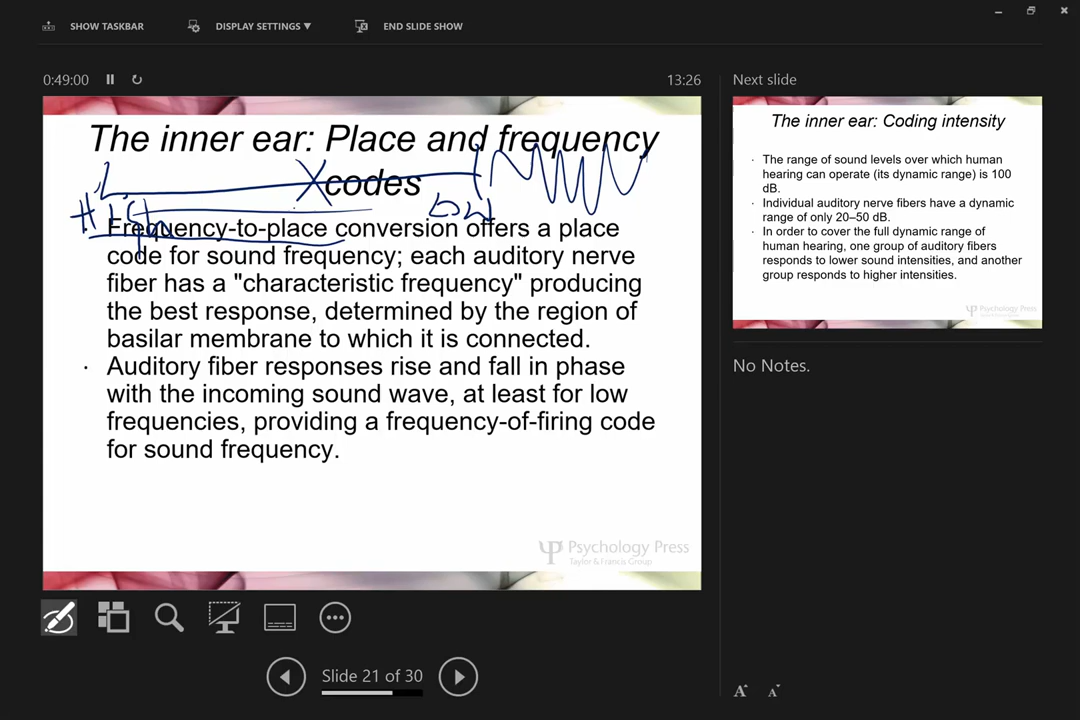 SHOW TASKBAR
DISPLAY SETTINGS ▼
END SLIDE SHOW
0:49:00
13:26
Next slide
The inner ear: Place and frequency
codes
High
Low
· Frequency-to-place conversion offers a place
code for sound frequency; each auditory nerve
fiber has a "characteristic frequency" producing
the best response, determined by the region of
basilar membrane to which it is connected.
· Auditory fiber responses rise and fall in phase
with the incoming sound wave, at least for low
frequencies, providing a frequency-of-firing code
for sound frequency.
Psychology Press
Taylor & Francis Group
The inner ear: Coding intensity
· The range of sound levels over which human
hearing can operate (its dynamic range) is 100
dB.
· Individual auditory nerve fibers have a dynamic
range of only 20–50 dB.
· In order to cover the full dynamic range of
human hearing, one group of auditory fibers
responds to lower sound intensities, and another
group responds to higher intensities.
Psychology Press
No Notes.
Slide 21 of 30
A
A